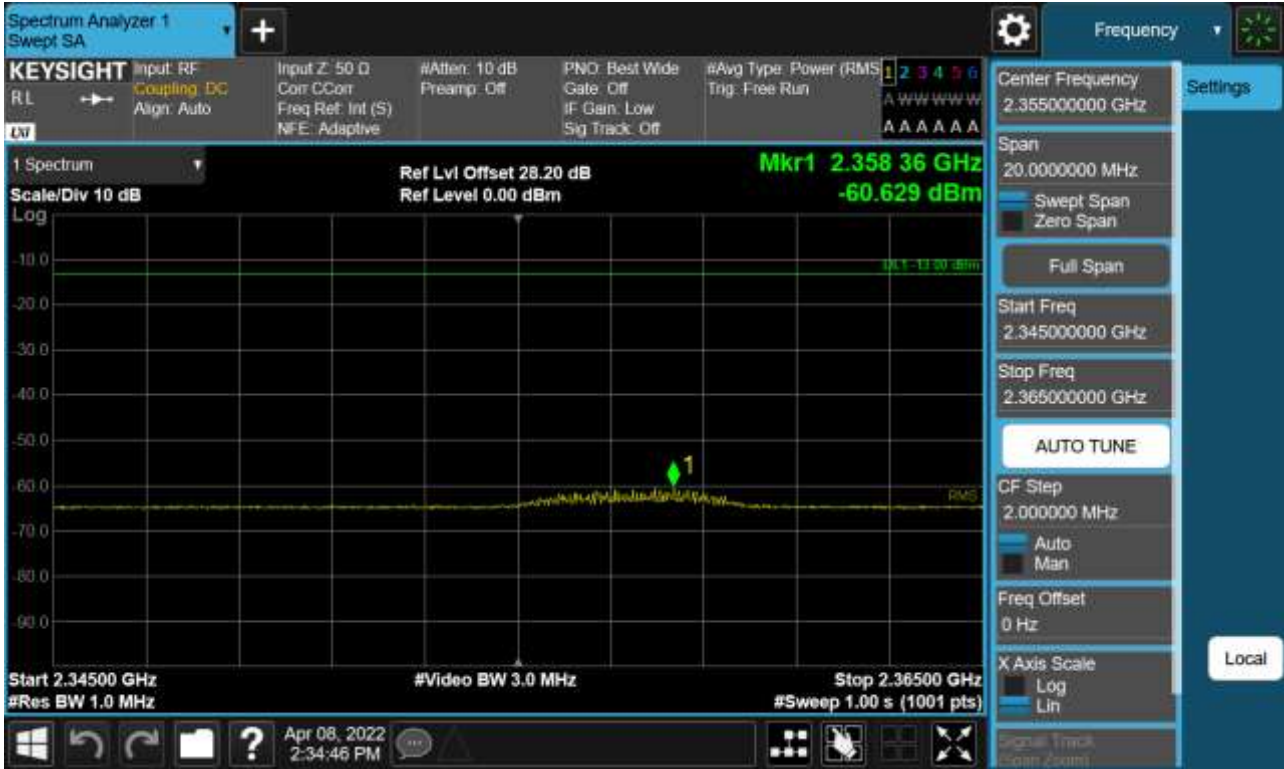 Spectrum Analyzer 1
Swept SA
Frequency
KEYSIGHT
RL
LXI
Input: RF
Coupling: DC
Align: Auto
Input Z: 50 Ω
Corr CCorr
Freq Ref: Int (S)
NFE: Adaptive
#Atten: 10 dB
Preamp: Off
PNO: Best Wide
Gate: Off
IF Gain: Low
Sig Track: Off
#Avg Type: Power (RMS
Trig: Free Run
1 2 3 4 5 6
A W W W W W
A A A A A A
1 Spectrum
Scale/Div 10 dB
Log
Ref Lvl Offset 28.20 dB
Ref Level 0.00 dBm
Mkr1 2.358 36 GHz
-60.629 dBm
-10.0
DL1 -13.00 dBm
-20.0
-30.0
-40.0
-50.0
1
-60.0
RMS
-70.0
-80.0
-90.0
Start 2.34500 GHz
#Res BW 1.0 MHz
#Video BW 3.0 MHz
Stop 2.36500 GHz
#Sweep 1.00 s (1001 pts)
Center Frequency
2.355000000 GHz
Settings
Span
20.0000000 MHz
Swept Span
Zero Span
Full Span
Start Freq
2.345000000 GHz
Stop Freq
2.365000000 GHz
AUTO TUNE
CF Step
2.000000 MHz
Auto
Man
Freq Offset
0 Hz
X Axis Scale
Log
Lin
Local
Signal Track
(Span Zoom)
?
Apr 08, 2022
2:34:46 PM